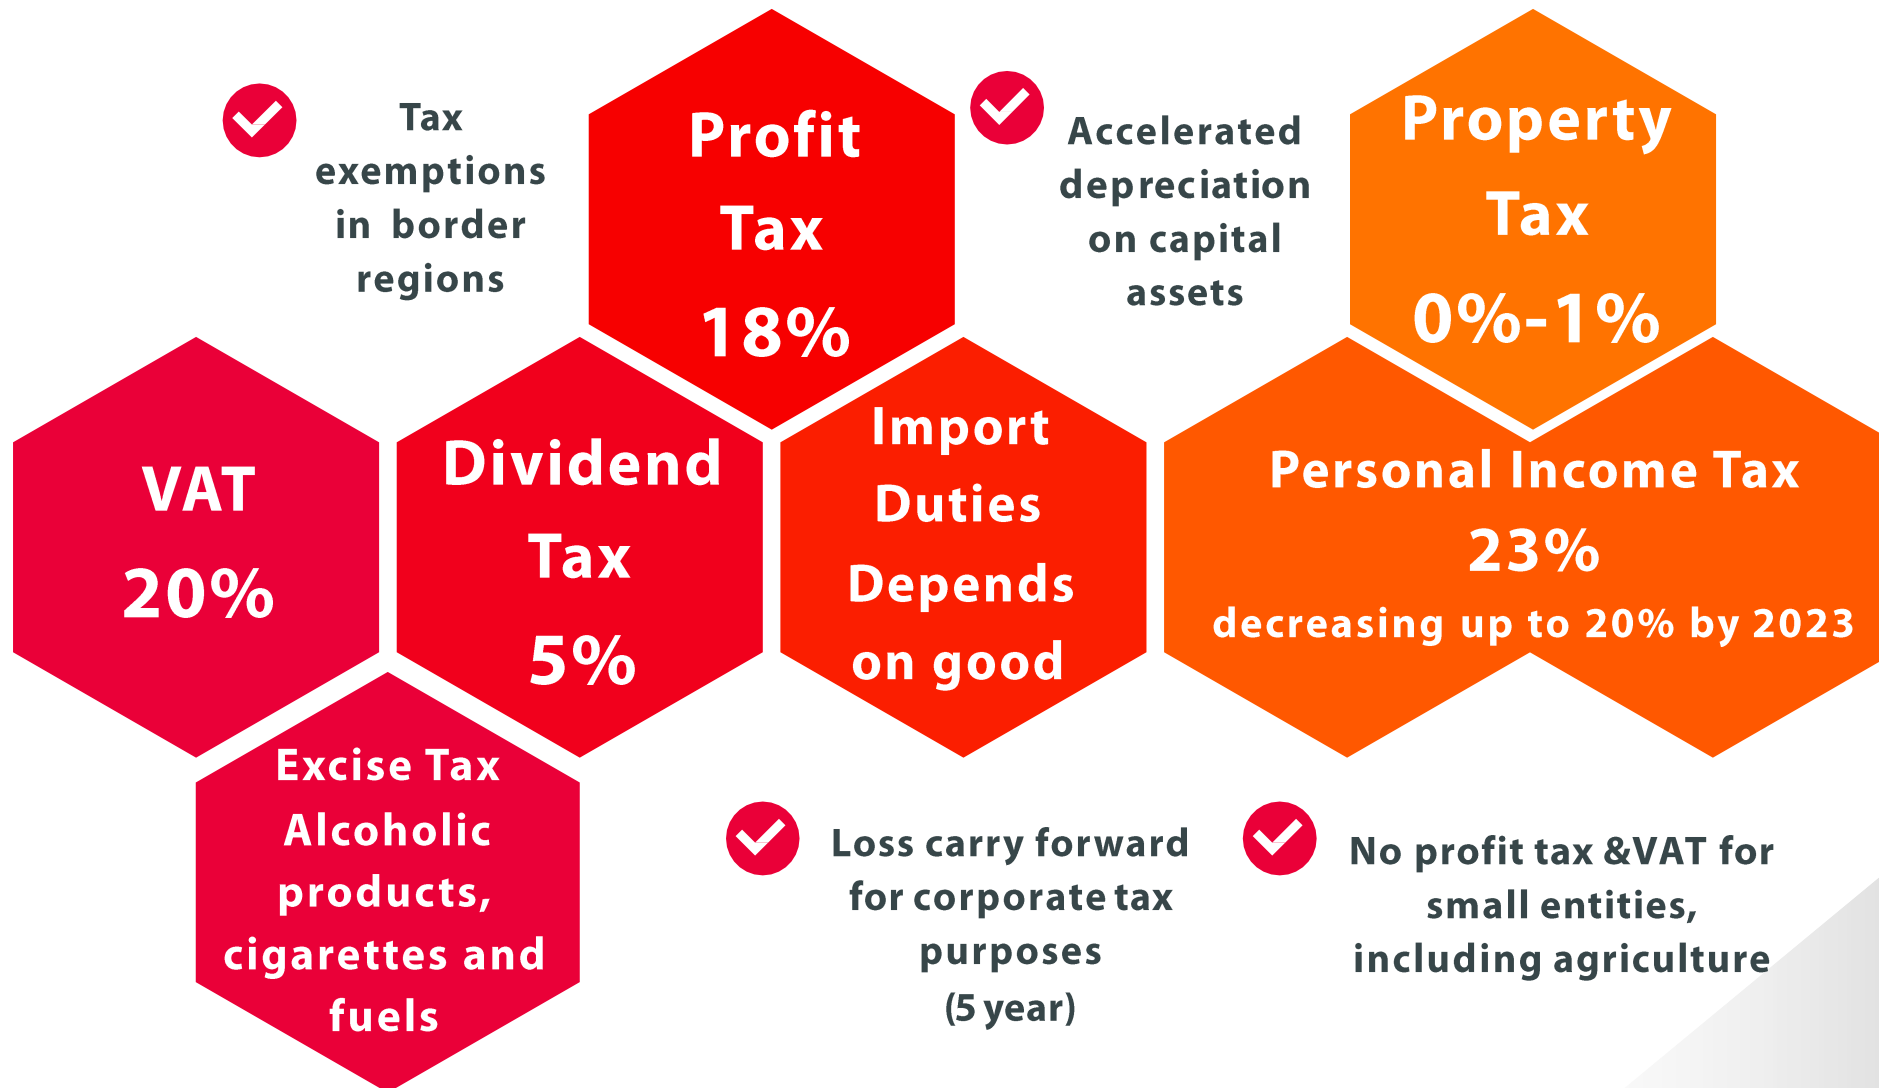 Tax
exemptions
in border
regions
Profit
Tax
18%
Accelerated
depreciation
on capital
assets
Property
Tax
0%-1%
VAT
20%
Dividend
Tax
5%
Import
Duties
Depends
on good
Personal Income Tax
23%
decreasing up to 20% by 2023
Excise Tax
Alcoholic
products,
cigarettes and
fuels
Loss carry forward
for corporate tax
purposes
(5 year)
No profit tax &VAT for
small entities,
including agriculture